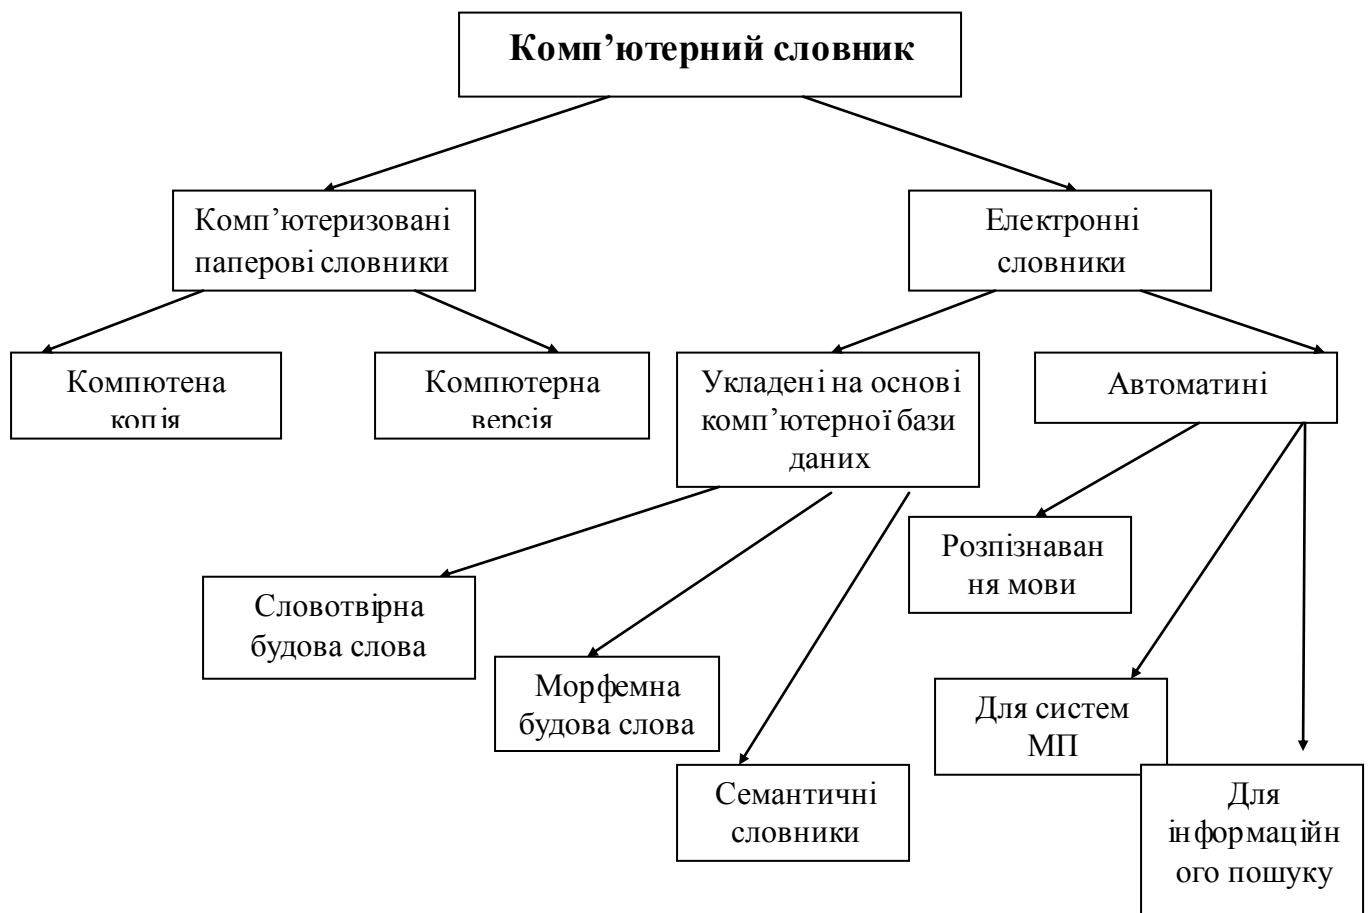 Комп’ютерний словник
Комп’ютеризовані
паперові словники
Електронні
словники
Компютена
копія
Компютерна
версія
Укладені на основі
комп’ютерної бази
даних
Автоматині
Розпізнаван
ня мови
Словотвірна
будова слова
Морфемна
будова слова
Для систем
МП
Семантичні
словники
Для
інформаційн
ого пошуку